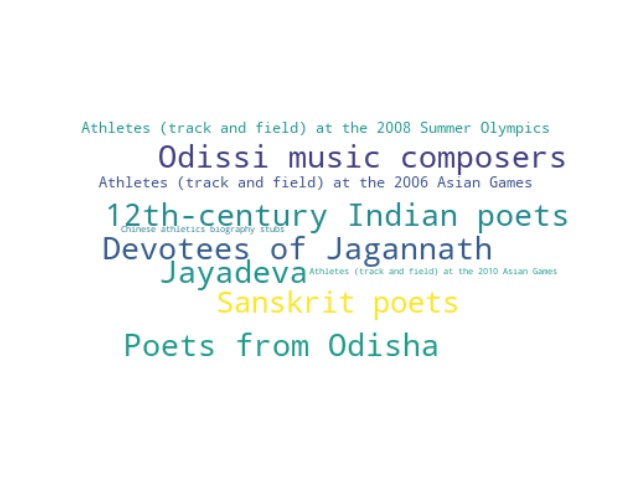 Athletes (track and field) at the 2008 Summer Olympics
Odissi music composers
Athletes (track and field) at the 2006 Asian Games
12th-century Indian poets
Chinese athletics biography stubs
Devotees of Jagannath
Jayadeva
Athletes (track and field) at the 2010 Asian Games
Sanskrit poets
Poets from Odisha